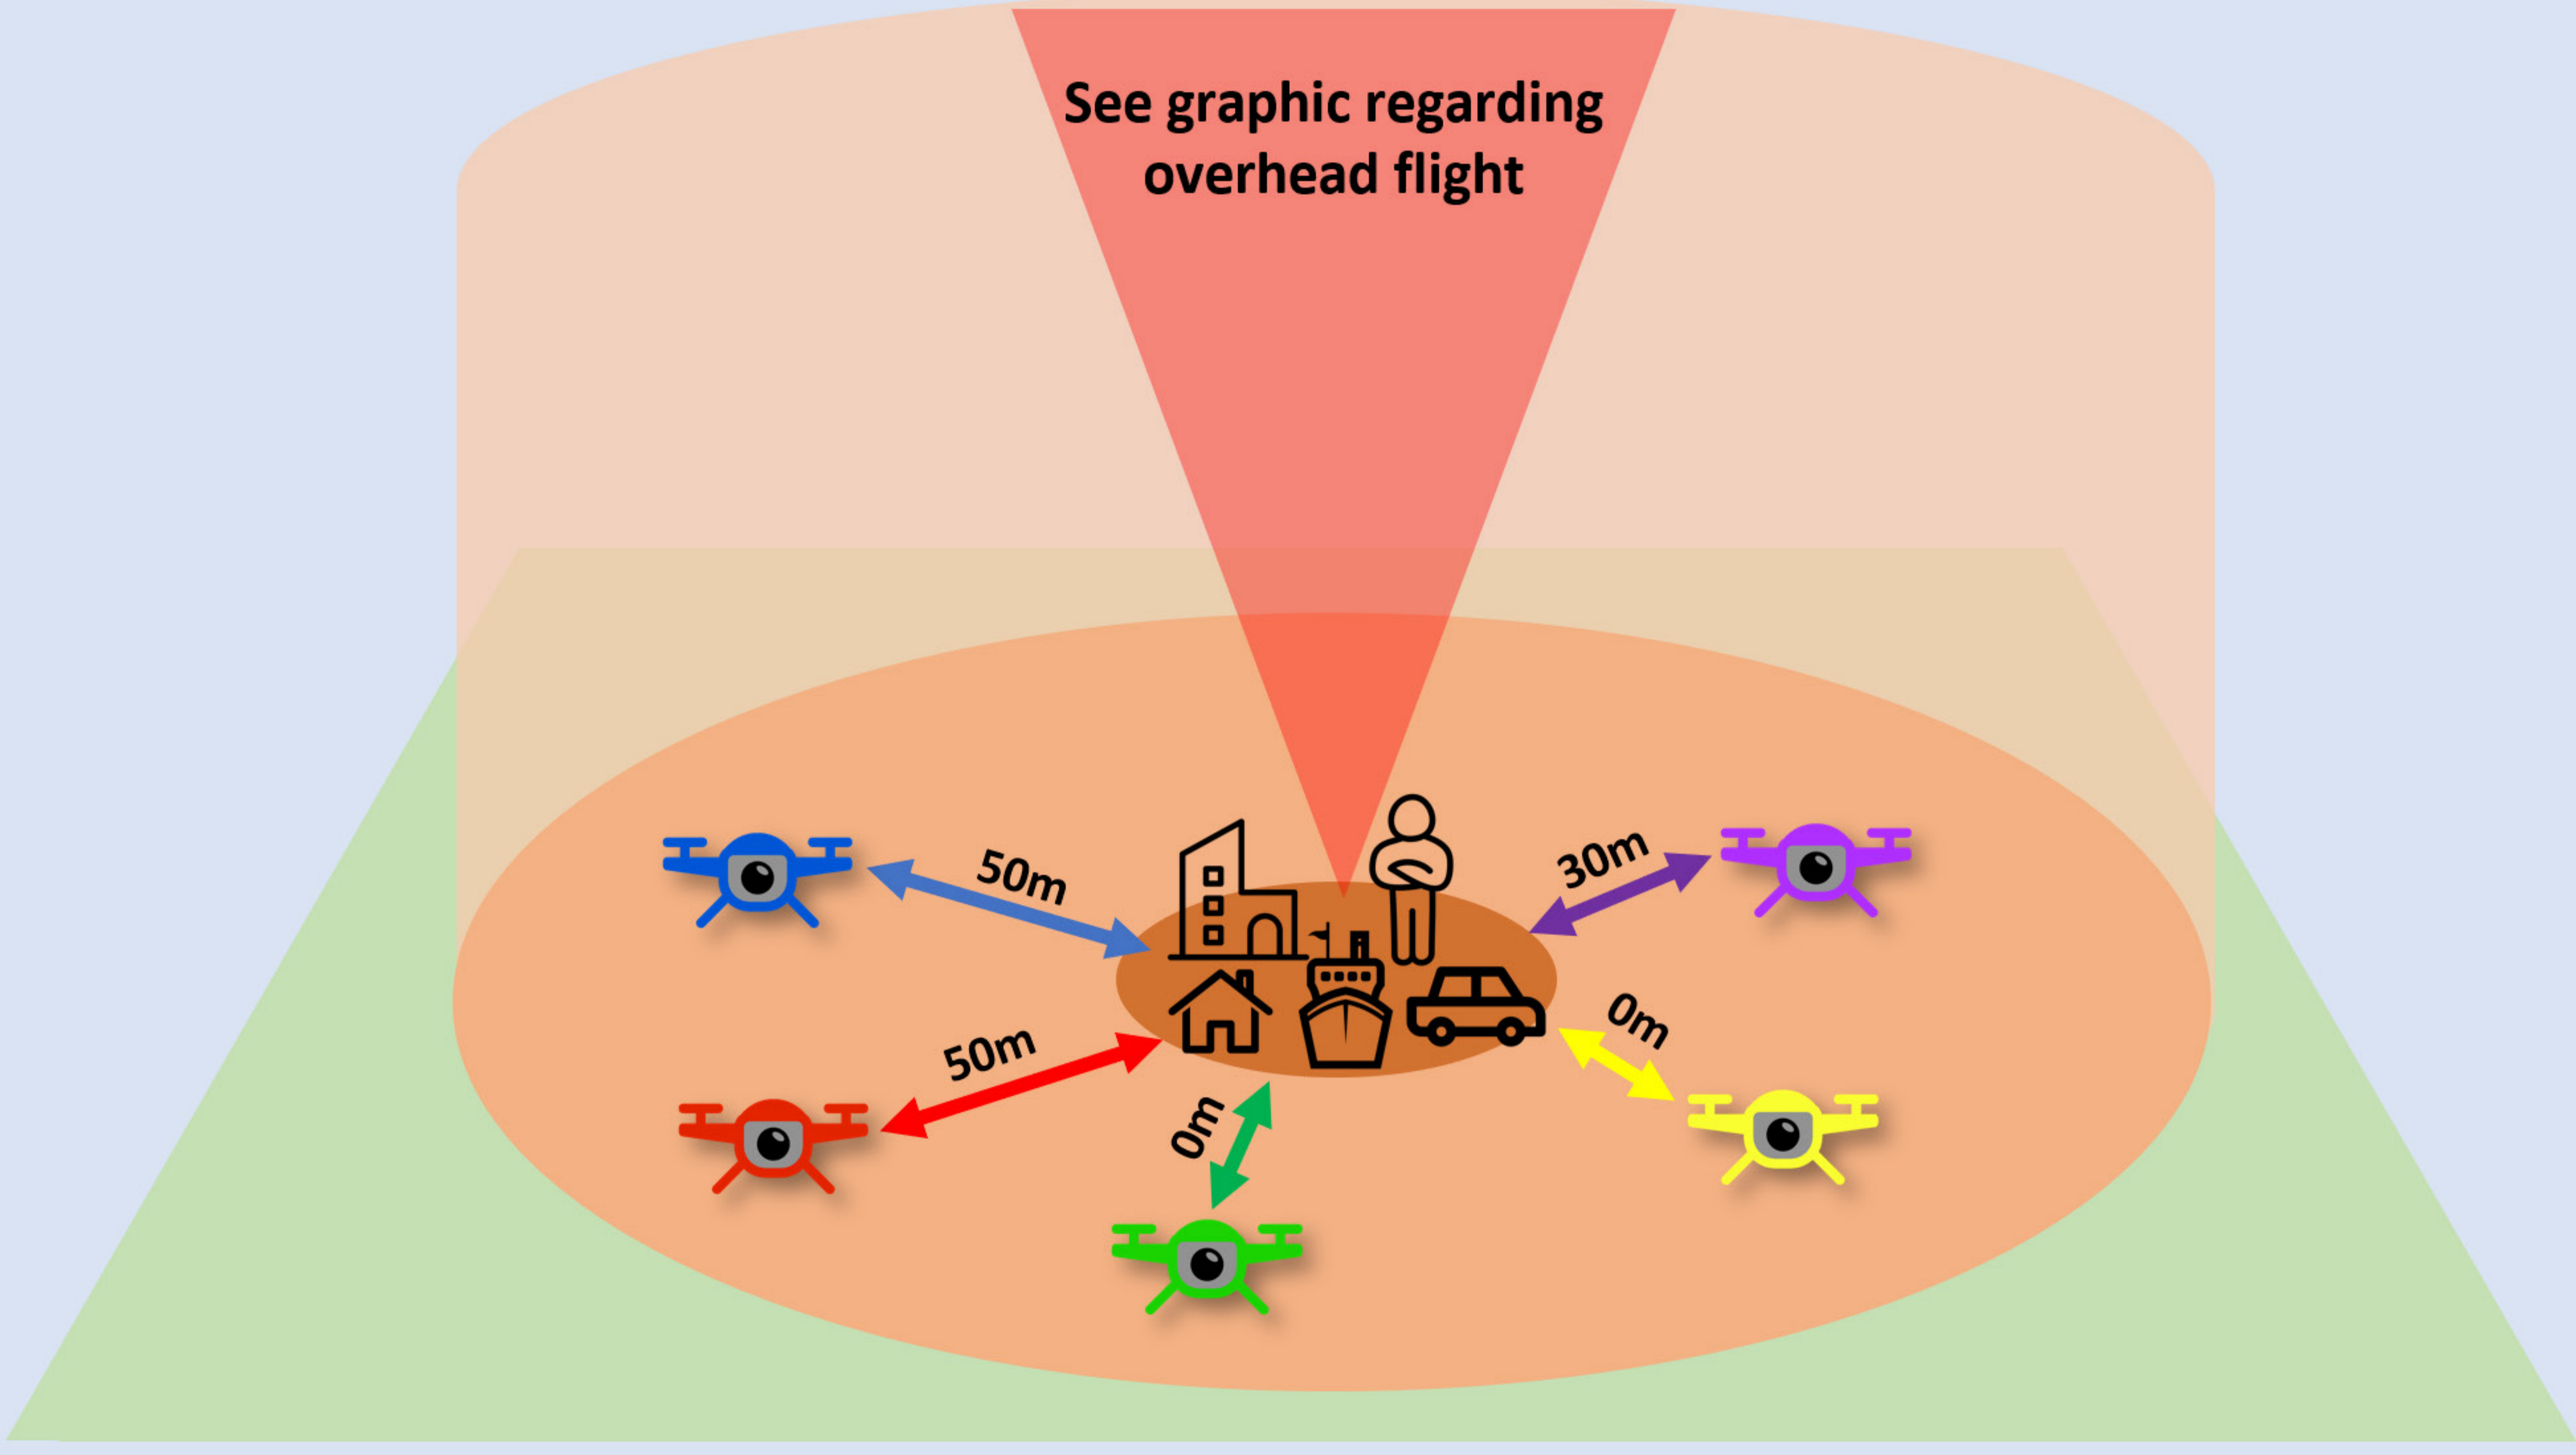 See graphic regarding
overhead flight
50m
30m
0m
50m
0m